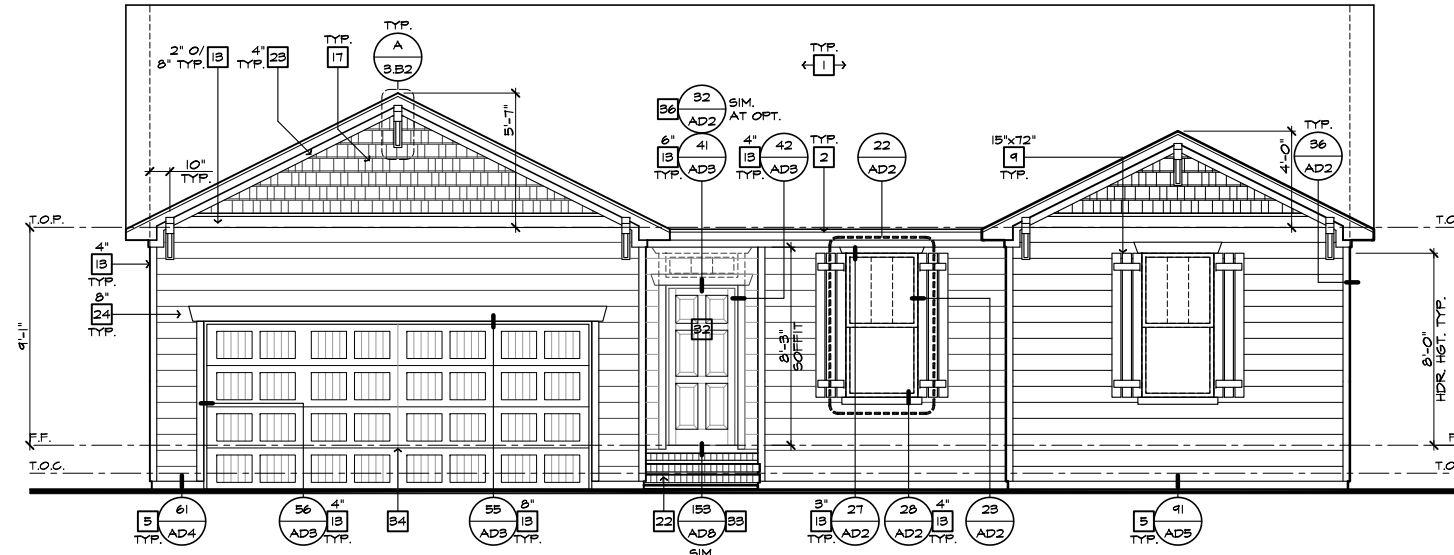 TYP.
A
3.B2
2" O/
8" TYP.
13
4"
TYP.
23
TYP.
17
TYP.
1
5'-7"
36
32
AD2
SIM.
AT OPT.
6"
13
TYP.
41
AD3
4"
13
TYP.
42
AD3
TYP.
2
22
AD2
15"x72"
9
TYP.
4'-0"
TYP.
36
AD2
10"
TYP.
T.O.P.
T.O
4"
13
TYP.
8"
24
TYP.
9'-1"
32
8'-3"
SOFFIT
8'-0"
HDR. HGT. TYP.
F.F.
F
T.O.C.
T.O
5
TYP.
61
AD4
56
AD3
4"
13
TYP.
34
55
AD3
8"
13
TYP.
22
153
AD8
SIM.
33
3"
13
TYP.
27
AD2
28
AD2
4"
13
TYP.
23
AD2
5
TYP.
91
AD5